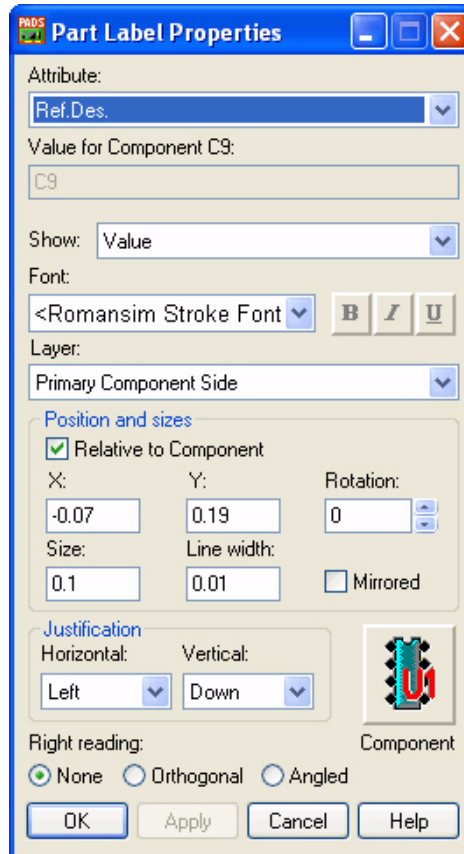 PADS
Part Label Properties
Attribute:
Ref.Des.
Value for Component C9:
C9
Show: Value
Font:
<Romansim Stroke Font B I U
Layer:
Primary Component Side
Position and sizes
Relative to Component
X: Y: Rotation:
-0.07 0.19 0
Size: Line width:
0.1 0.01 Mirrored
Justification
Horizontal: Vertical:
Left Down U1
Right reading: Component
None Orthogonal Angled
OK Apply Cancel Help